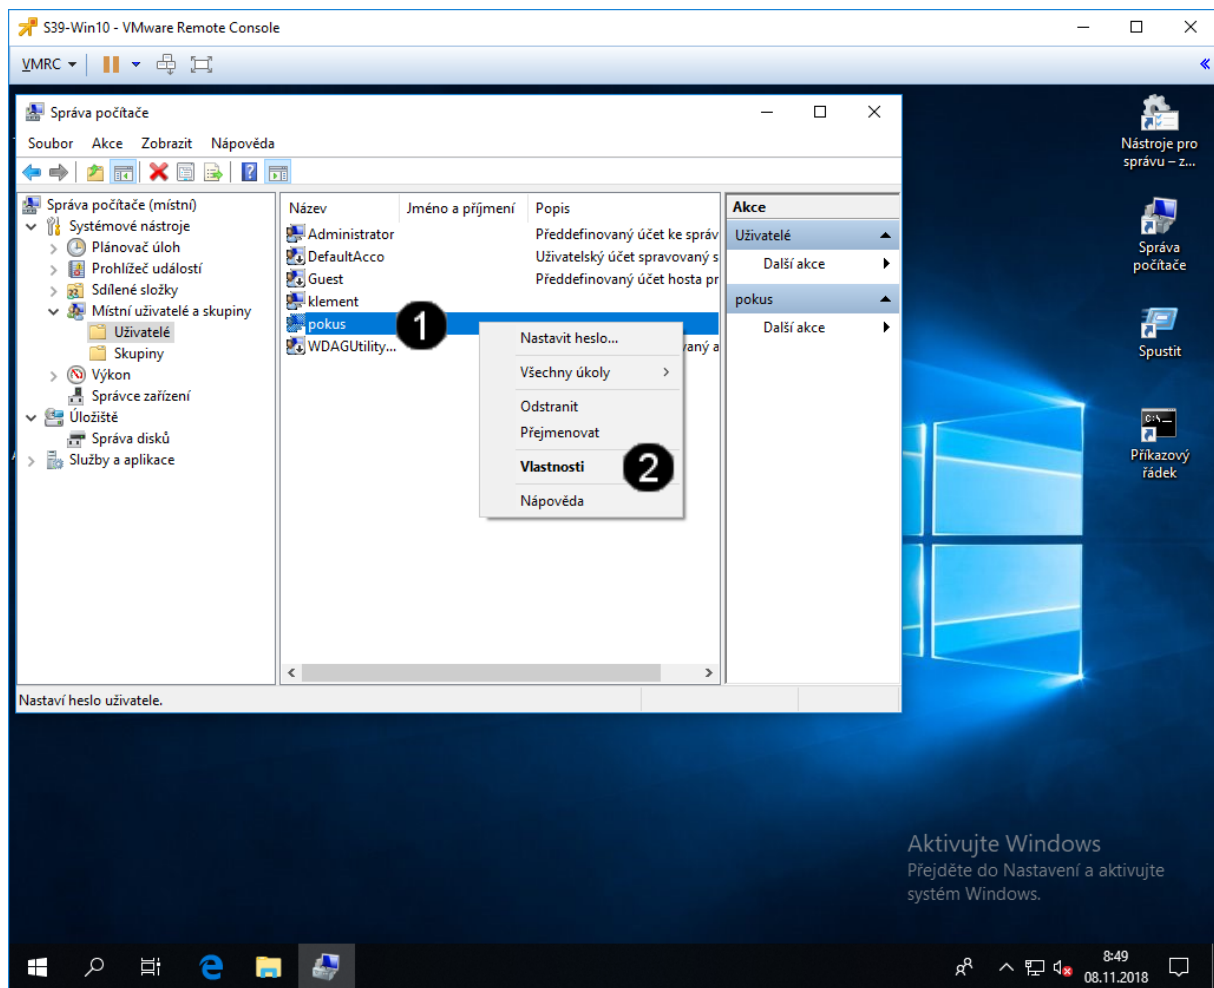 S39-Win10 - VMware Remote Console
VMRC
Správa počítače
Soubor Akce Zobrazit Nápověda
Správa počítače (místní)
Systémové nástroje
Plánovač úloh
Prohlížeč událostí
Sdílené složky
Místní uživatelé a skupiny
Uživatelé
Skupiny
Výkon
Správce zařízení
Úložiště
Správa disků
Služby a aplikace
Název Jméno a příjmení Popis
Administrator Předdefinovaný účet ke správ
DefaultAcco Uživatelský účet spravovaný s
Guest Předdefinovaný účet hosta pr
klement
pokus
WDAGUtility... vaný a
1
Nastavit heslo...
Všechny úkoly
Odstranit
Přejmenovat
Vlastnosti
2
Nápověda
Akce
Uživatelé
Další akce
pokus
Další akce
Nastaví heslo uživatele.
Nástroje pro
správu – z...
Správa
počítače
Spustit
C:\
Příkazový
řádek
Aktivujte Windows
Přejděte do Nastavení a aktivujte
systém Windows.
8:49
08.11.2018